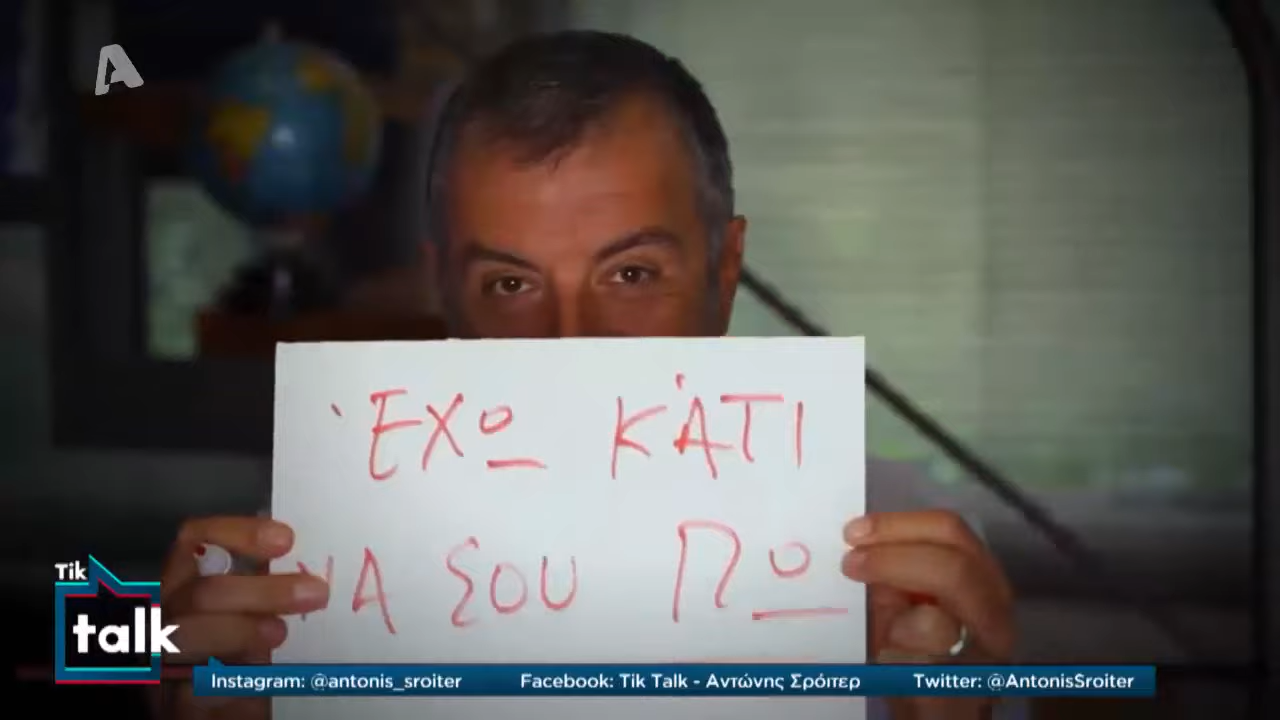 ΈΧΩ ΚΆΤΙ
ΝΑ ΣΟΥ ΠΩ
Tik
talk
Instagram: @antonis_sroiter
Facebook: Tik Talk - Αντώνης Σρόιτερ
Twitter: @AntonisSroiter